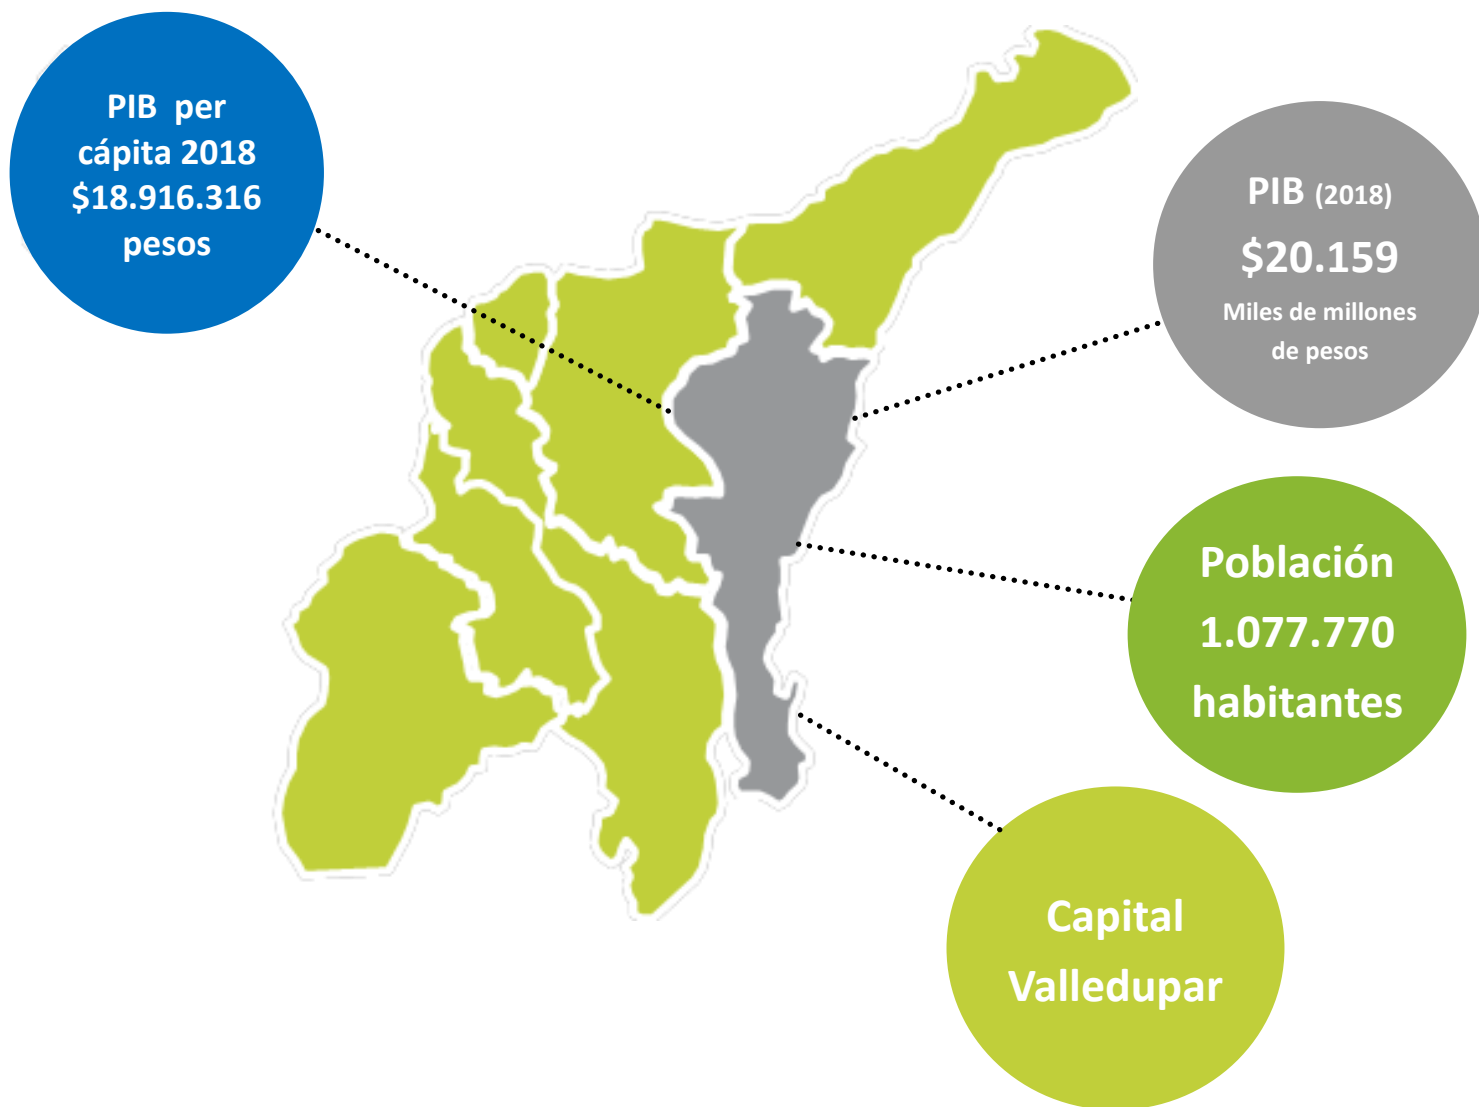 PIB per
cápita 2018
$18.916.316
pesos
PIB (2018)
$20.159
Miles de millones
de pesos
Población
1.077.770
habitantes
Capital
Valledupar